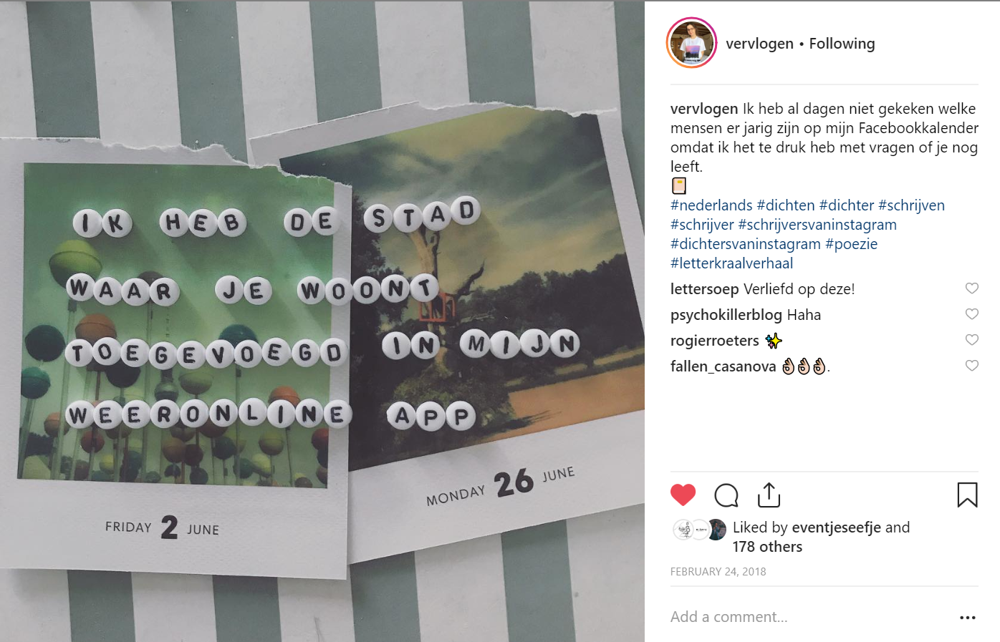 IK HEB DE STAD
WAAR JE WOONT
TOEGEVOEGD IN MIJN
WEERONLINE APP
FRIDAY 2 JUNE
MONDAY 26 JUNE
vervlogen • Following
vervlogen Ik heb al dagen niet gekeken welke
mensen er jarig zijn op mijn Facebookkalender
omdat ik het te druk heb met vragen of je nog
leeft.
#nederlands #dichten #dichter #schrijven
#schrijver #schrijversvaninstagram
#dichtersvaninstagram #poezie
#letterkraalverhaal
lettersoep Verliefd op deze!
psychokillerblog Haha
rogierroeters ✨
fallen_casanova 👌🏻👌🏻👌🏻.
Liked by eventjeseefje and
178 others
FEBRUARY 24, 2018
Add a comment...